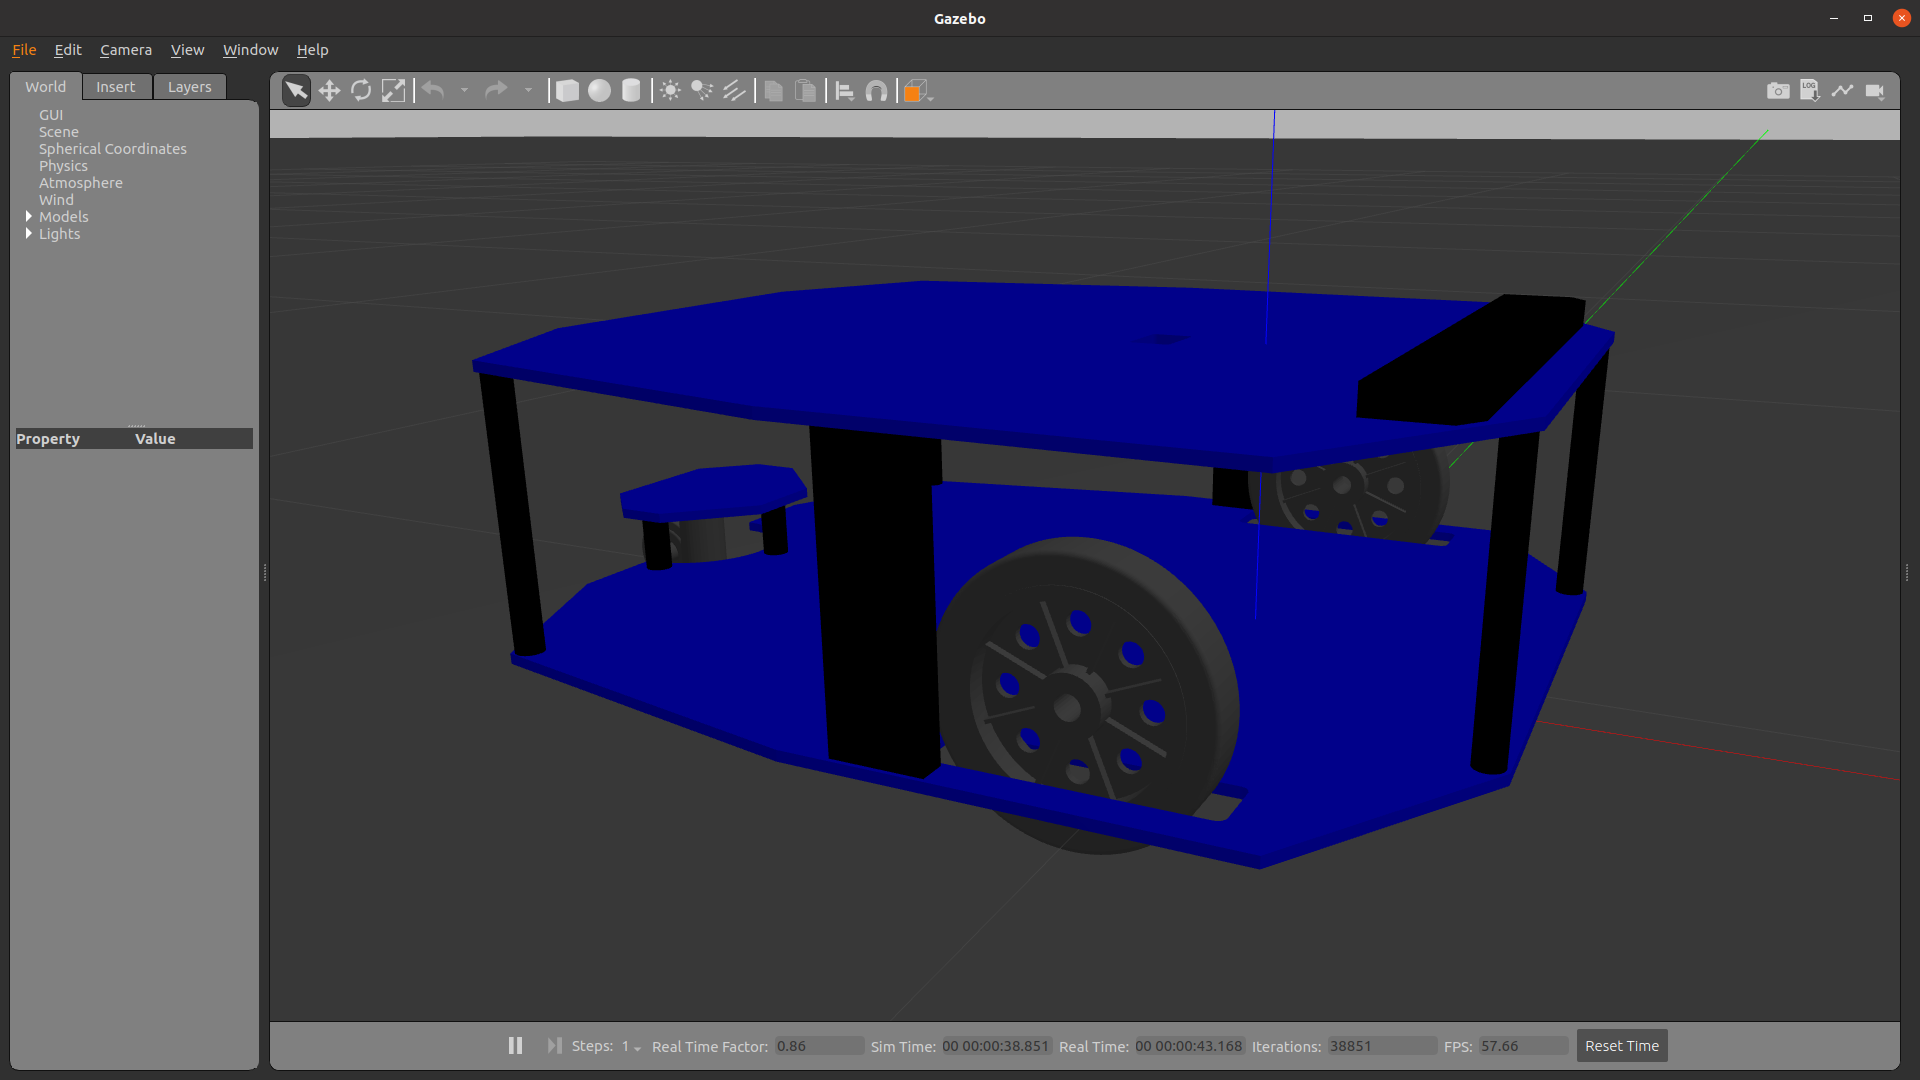 Gazebo
File Edit Camera View Window Help
World Insert Layers
LOG
GUI
Scene
Spherical Coordinates
Physics
Atmosphere
Wind
Models
Lights
Property Value
Steps: 1 Real Time Factor: 0.86 Sim Time: 00 00:00:38.851 Real Time: 00 00:00:43.168 Iterations: 38851 FPS: 57.66 Reset Time